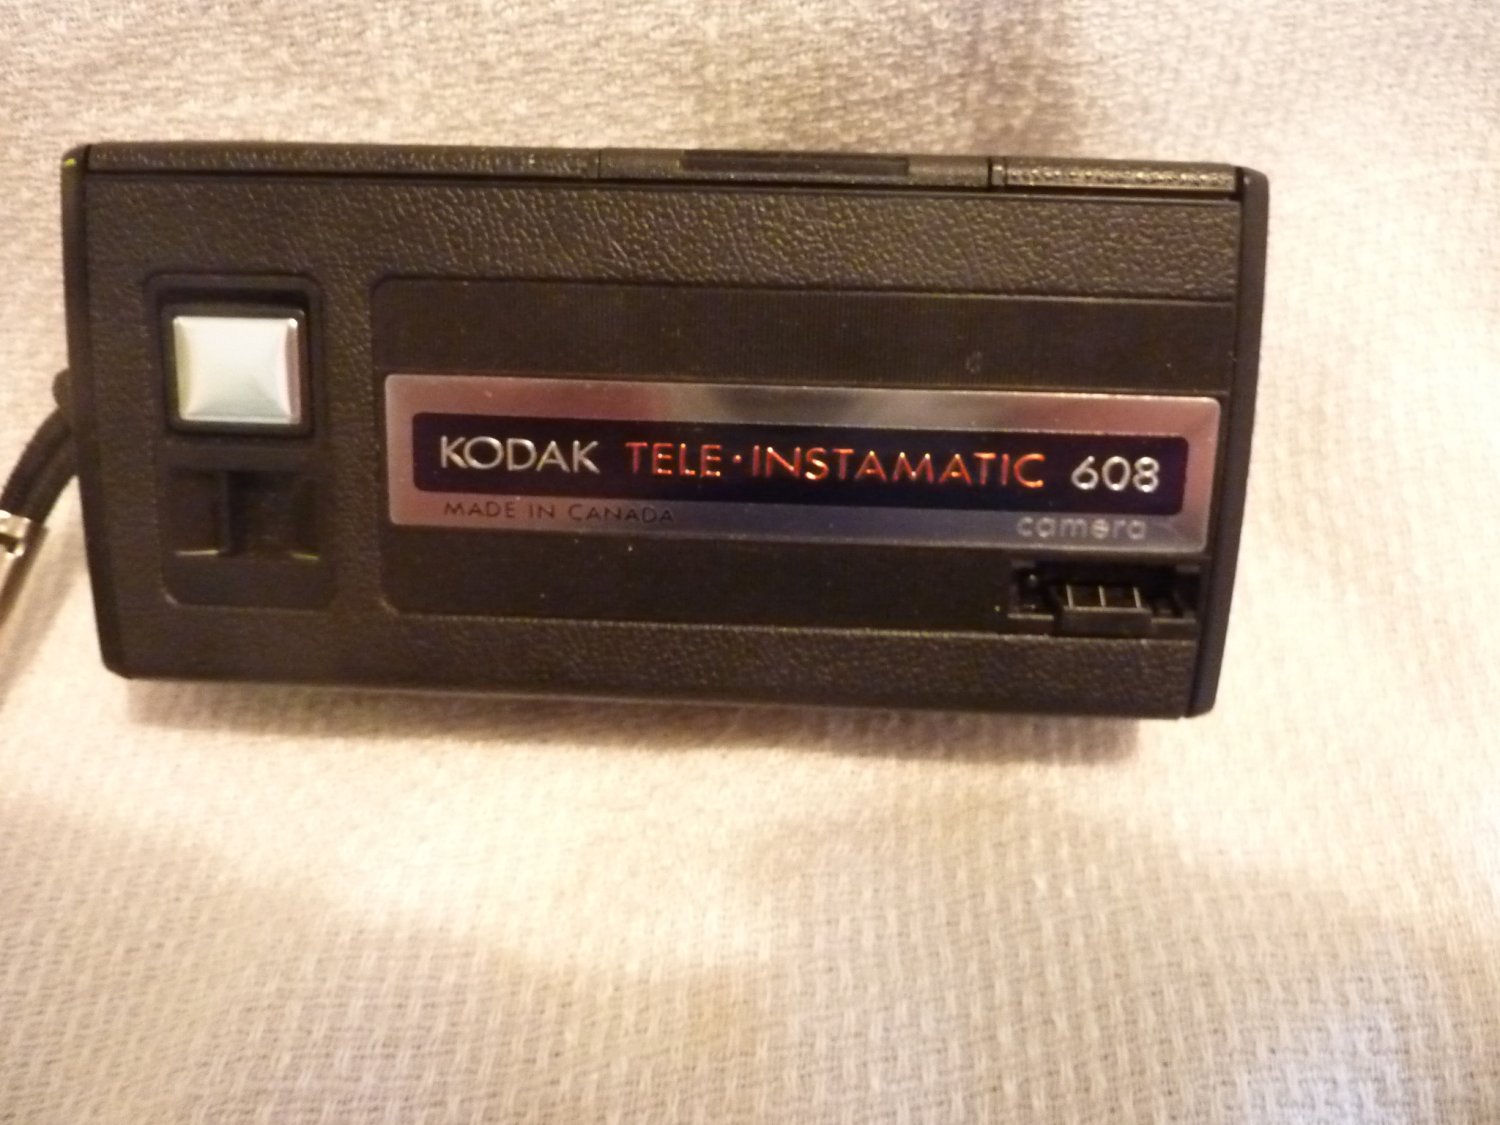 KODAK TELE·INSTAMATIC 608
MADE IN CANADA
camera